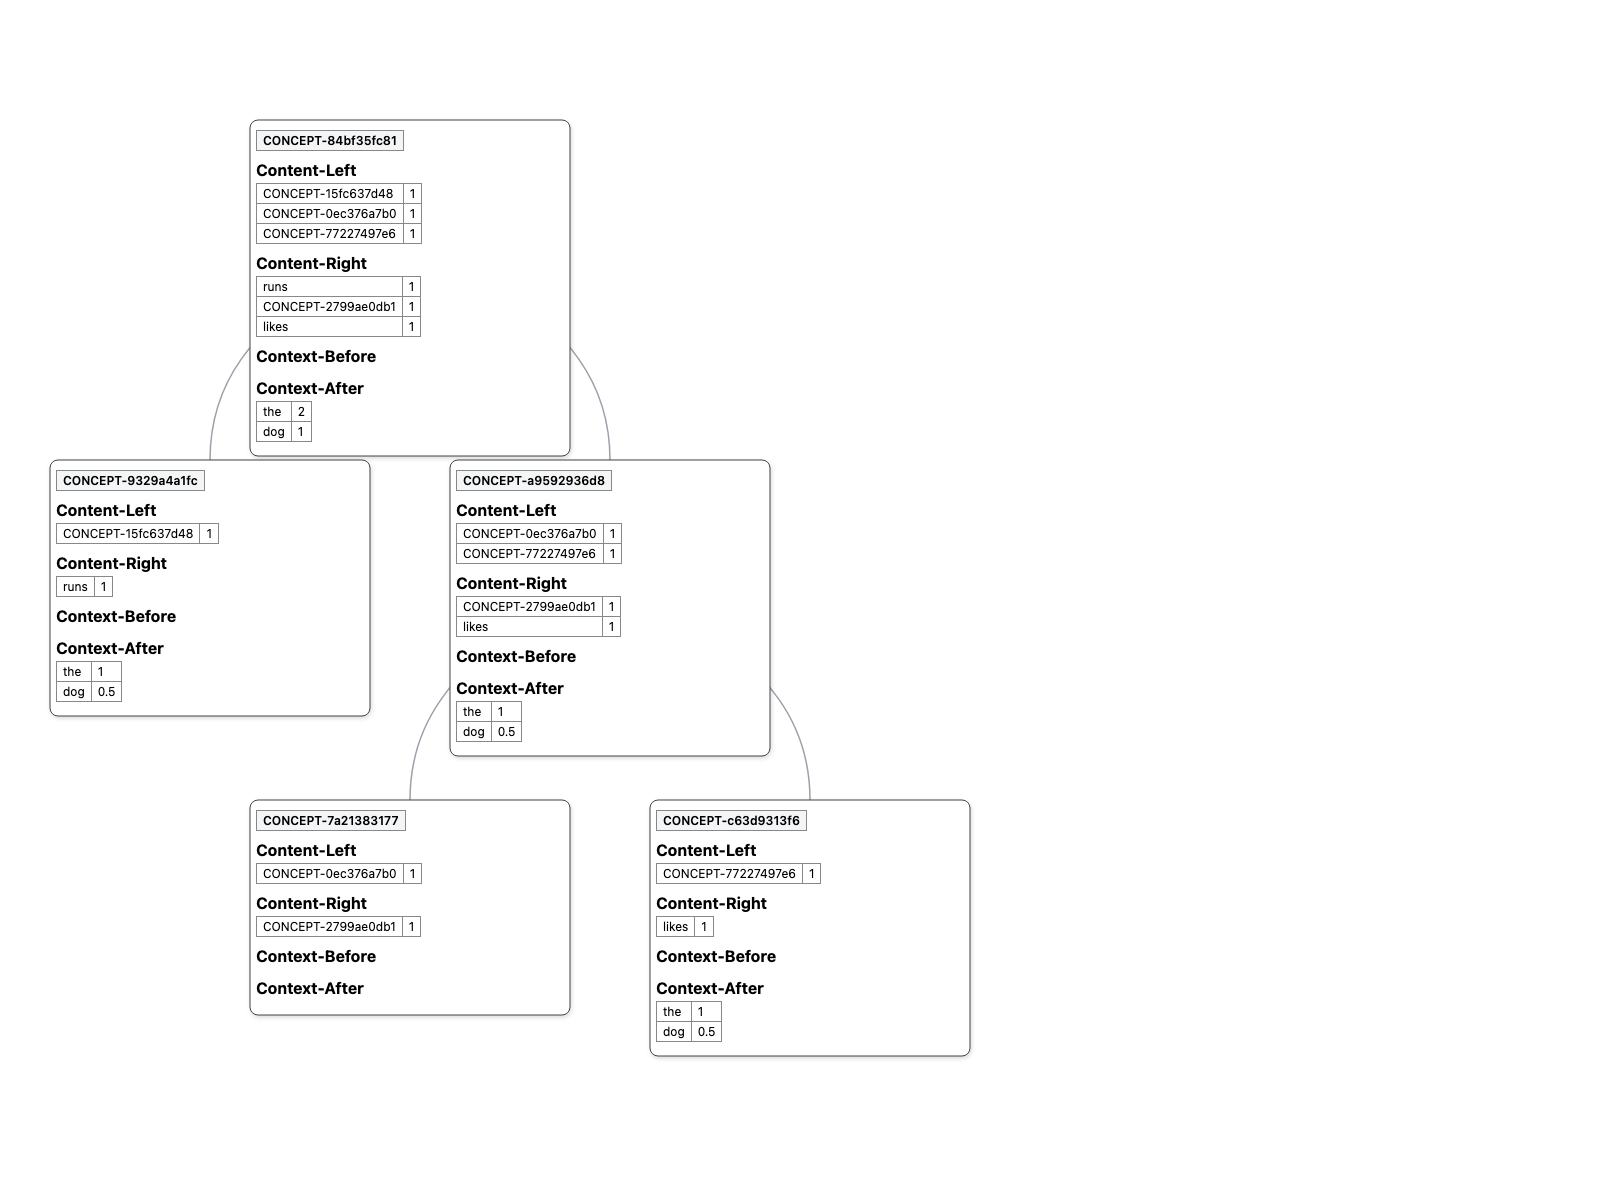 CONCEPT-84bf35fc81
Content-Left
CONCEPT-15fc637d48 1
CONCEPT-0ec376a7b0 1
CONCEPT-77227497e6 1
Content-Right
runs 1
CONCEPT-2799ae0db1 1
likes 1
Context-Before
Context-After
the 2
dog 1
CONCEPT-9329a4a1fc
Content-Left
CONCEPT-15fc637d48 1
Content-Right
runs 1
Context-Before
Context-After
the 1
dog 0.5
CONCEPT-a9592936d8
Content-Left
CONCEPT-0ec376a7b0 1
CONCEPT-77227497e6 1
Content-Right
CONCEPT-2799ae0db1 1
likes 1
Context-Before
Context-After
the 1
dog 0.5
CONCEPT-7a21383177
Content-Left
CONCEPT-0ec376a7b0 1
Content-Right
CONCEPT-2799ae0db1 1
Context-Before
Context-After
CONCEPT-c63d9313f6
Content-Left
CONCEPT-77227497e6 1
Content-Right
likes 1
Context-Before
Context-After
the 1
dog 0.5